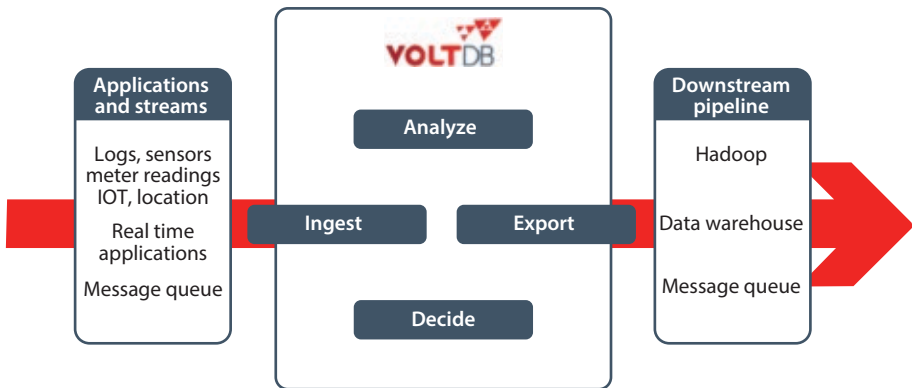 Applications
and streams
Logs, sensors
meter readings
IOT, location
Real time
applications
Message queue
VOLTDB
Analyze
Ingest
Export
Decide
Downstream
pipeline
Hadoop
Data warehouse
Message queue